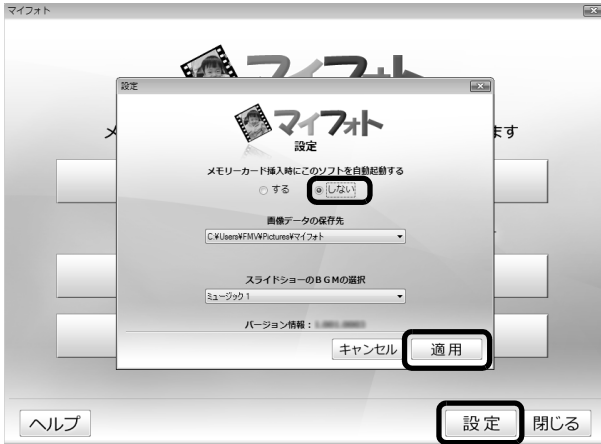 マイフォト
設定
マイフォト
メ
ます
マイフォト
設定
メモリーカード挿入時にこのソフトを自動起動する
する
しない
画像データの保存先
C:¥Users¥FMV¥Pictures¥マイフォト
スライドショーのBGMの選択
ミュージック1
バージョン情報：
キャンセル
適用
ヘルプ
設定
閉じる